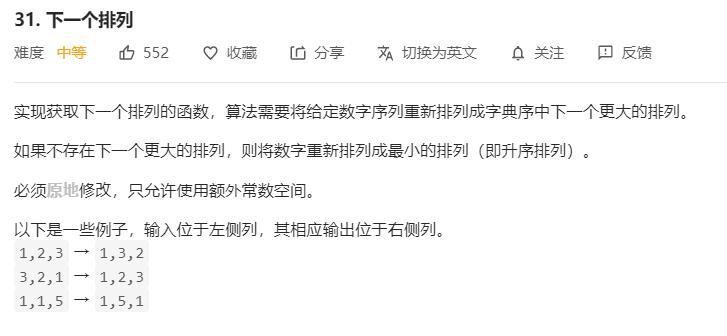 31. 下一个排列
难度 中等 552 收藏 分享 切换为英文 关注 反馈
实现获取下一个排列的函数，算法需要将给定数字序列重新排列成字典序中下一个更大的排列。
如果不存在下一个更大的排列，则将数字重新排列成最小的排列（即升序排列）。
必须原地修改，只允许使用额外常数空间。
以下是一些例子，输入位于左侧列，其相应输出位于右侧列。
1,2,3 → 1,3,2
3,2,1 → 1,2,3
1,1,5 → 1,5,1